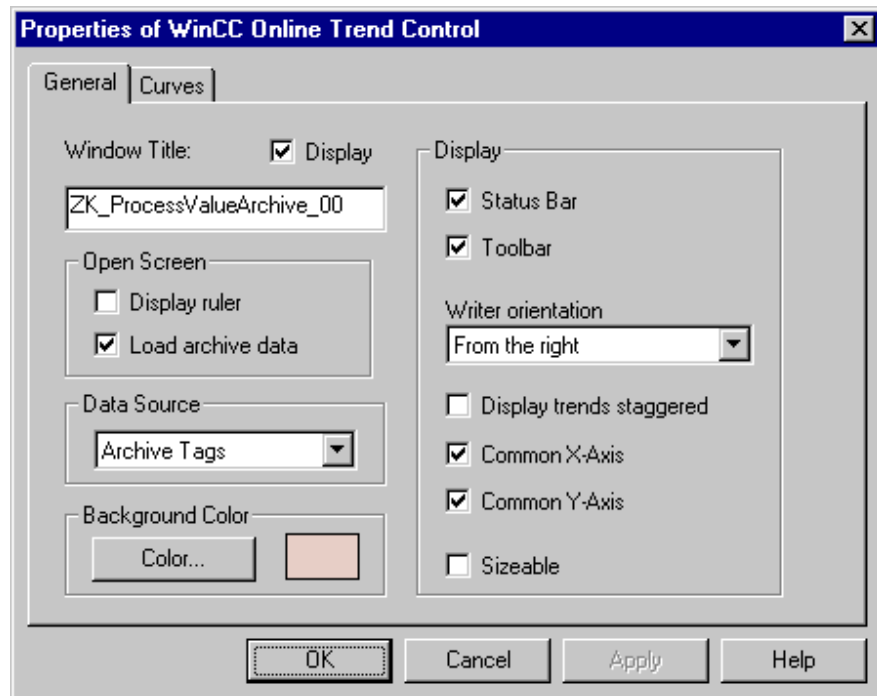 Properties of WinCC Online Trend Control
General
Curves
Window Title:
Display
ZK_ProcessValueArchive_00
Open Screen
Display ruler
Load archive data
Data Source
Archive Tags
Background Color
Color...
Display
Status Bar
Toolbar
Writer orientation
From the right
Display trends staggered
Common X-Axis
Common Y-Axis
Sizeable
OK
Cancel
Apply
Help